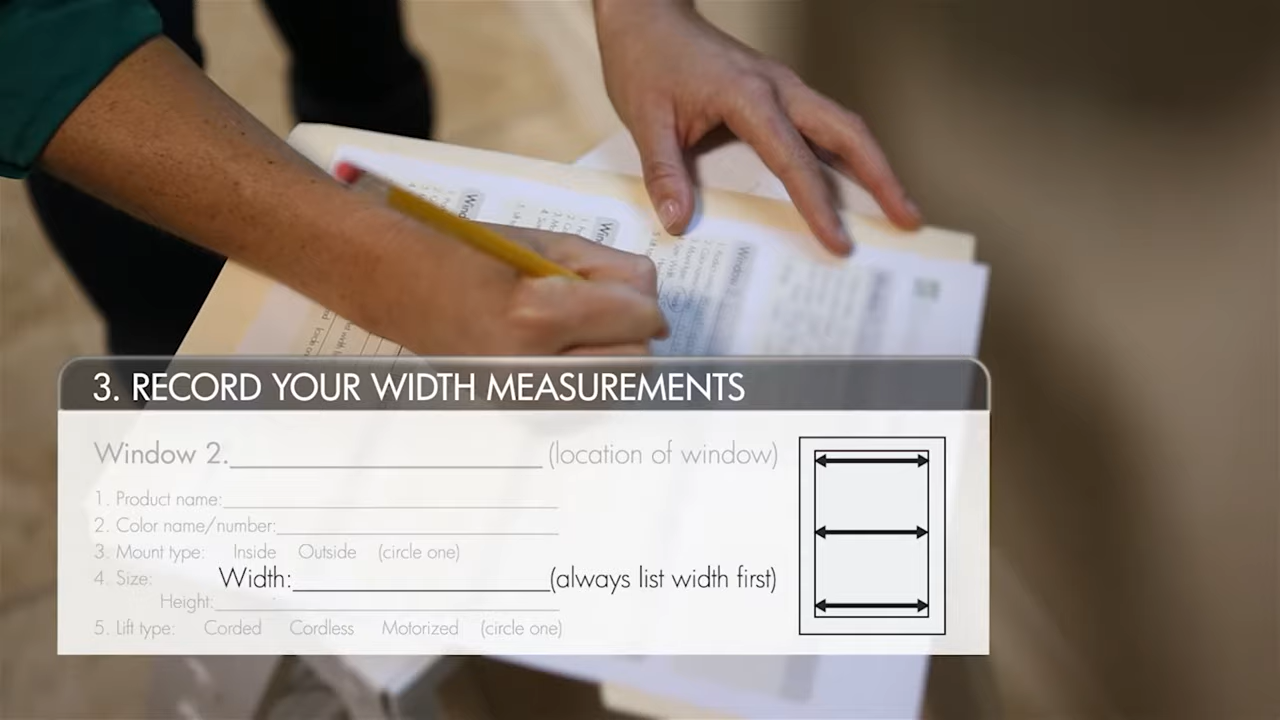 3. RECORD YOUR WIDTH MEASUREMENTS
Window 2. (location of window)
1. Product name:
2. Color name/number:
3. Mount type: Inside Outside (circle one)
4. Size: Width: (always list width first)
Height:
5. Lift type: Corded Cordless Motorized (circle one)